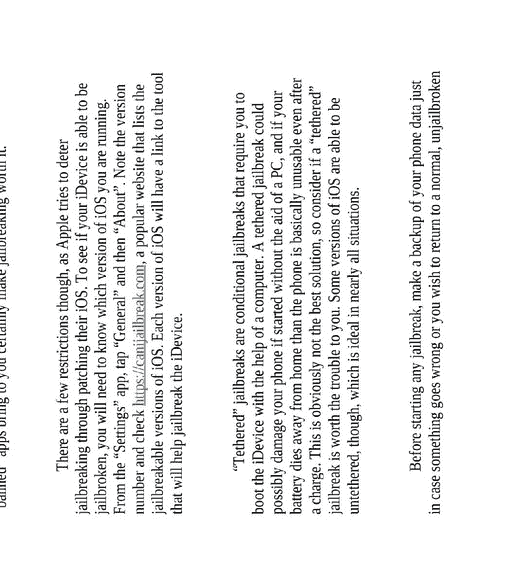 apps bring to you certainly make jailbreaking worth it.
There are a few restrictions though, as Apple tries to deter
jailbreaking through patching their iOS. To see if your iDevice is able to be
jailbroken, you will need to know which version of iOS you are running.
From the “Settings” app, tap “General” and then “About”. Note the version
number and check https://canijailbreak.com, a popular website that lists the
jailbreakable versions of iOS. Each version of iOS will have a link to the tool
that will help jailbreak the iDevice.
“Tethered” jailbreaks are conditional jailbreaks that require you to
boot the iDevice with the help of a computer. A tethered jailbreak could
possibly damage your phone if started without the aid of a PC, and if your
battery dies away from home than the phone is basically unusable even after
a charge. This is obviously not the best solution, so consider if a “tethered”
jailbreak is worth the trouble to you. Some versions of iOS are able to be
untethered, though, which is ideal in nearly all situations.
Before starting any jailbreak, make a backup of your phone data just
in case something goes wrong or you wish to return to a normal, unjailbroken